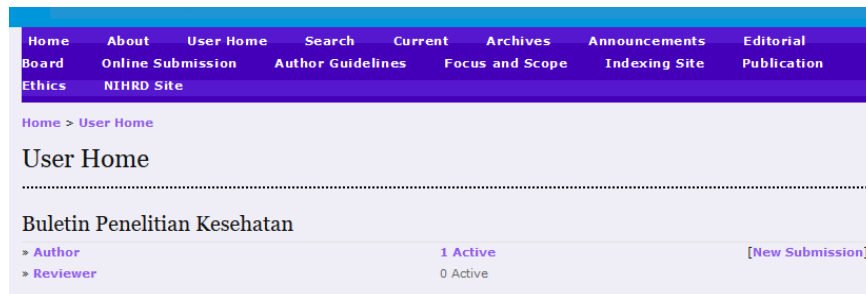 Home About User Home Search Current Archives Announcements Editorial
Board Online Submission Author Guidelines Focus and Scope Indexing Site Publication
Ethics NIHRD Site
Home > User Home
User Home
Buletin Penelitian Kesehatan
» Author 1 Active [New Submission]
» Reviewer 0 Active